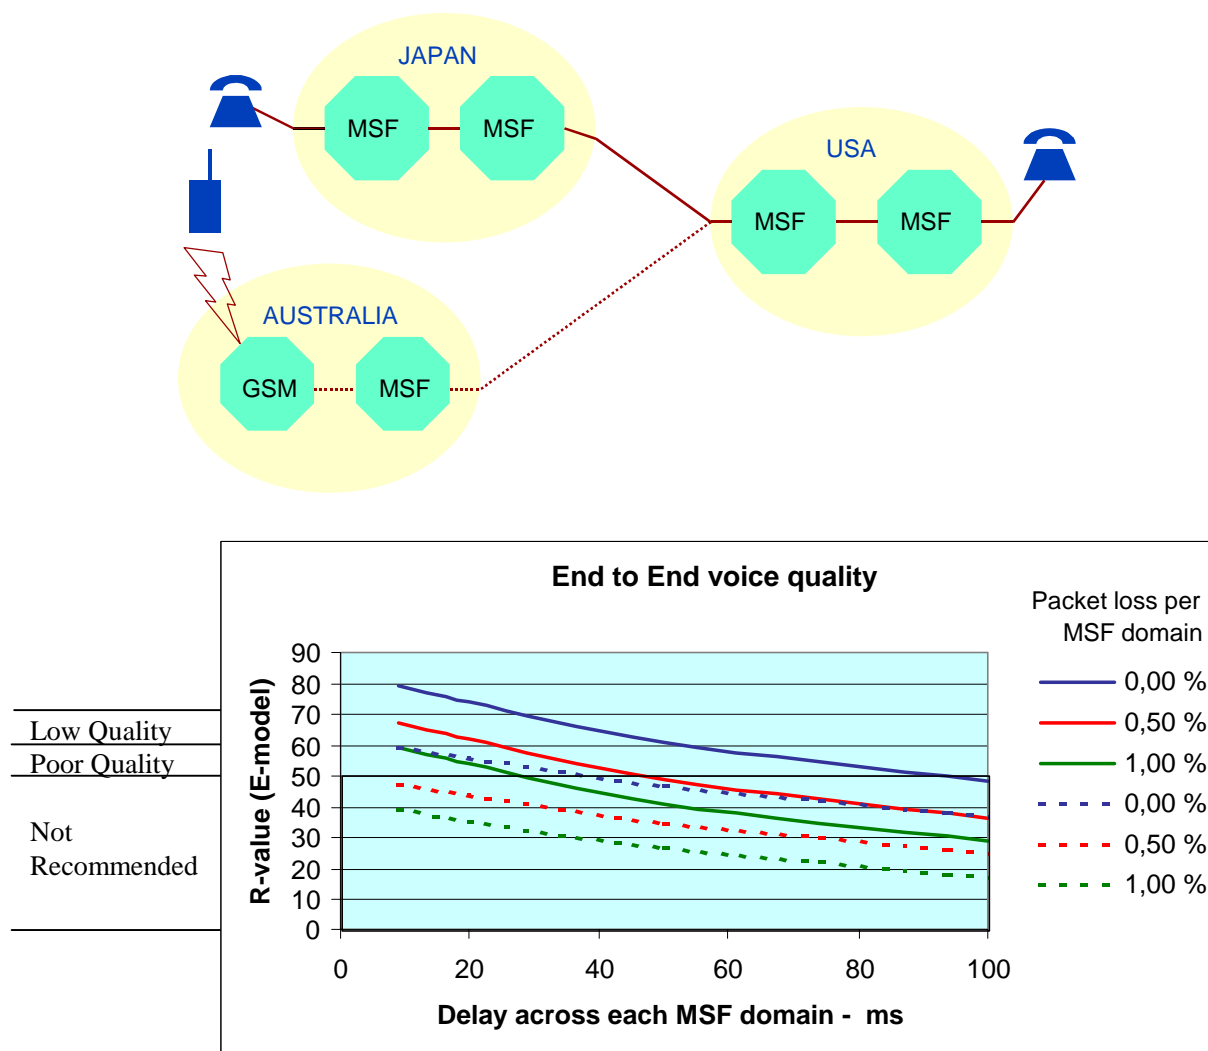 JAPAN
MSF
MSF
USA
MSF
MSF
AUSTRALIA
GSM
MSF
End to End voice quality
Packet loss per
MSF domain
0,00 %
0,50 %
1,00 %
0,00 %
0,50 %
1,00 %
Low Quality
Poor Quality
Not
Recommended
R-value (E-model)
90
80
70
60
50
40
30
20
10
0
0 20 40 60 80 100
Delay across each MSF domain - ms